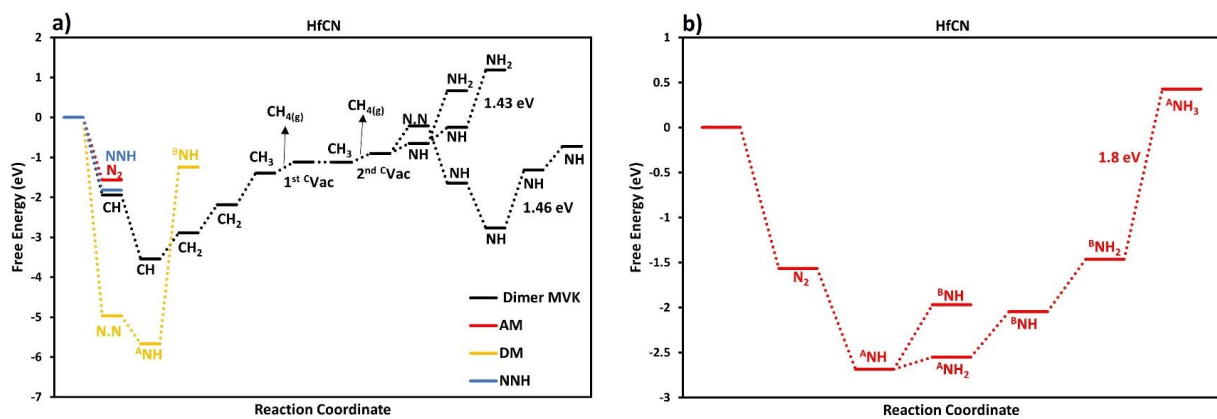 a)
HfCN
2
1
0
-1
-2
-3
-4
-5
-6
-7
Free Energy (eV)
Reaction Coordinate
NNH
N₂
CH
N.N
ᴬNH
ᴮNH
CH
CH₂
CH₂
CH₃
CH₄(g)
1ˢᵗ ᶜVac
CH₃
CH₄(g)
2ⁿᵈ ᶜVac
N.N
NH
NH₂
NH
NH₂
1.43 eV
NH
NH
NH
NH
1.46 eV
Dimer MVK
AM
DM
NNH
b)
HfCN
1
0.5
0
-0.5
-1
-1.5
-2
-2.5
-3
Free Energy (eV)
Reaction Coordinate
N₂
ᴬNH
ᴮNH
ᴬNH₂
ᴮNH
ᴮNH₂
1.8 eV
ᴬNH₃